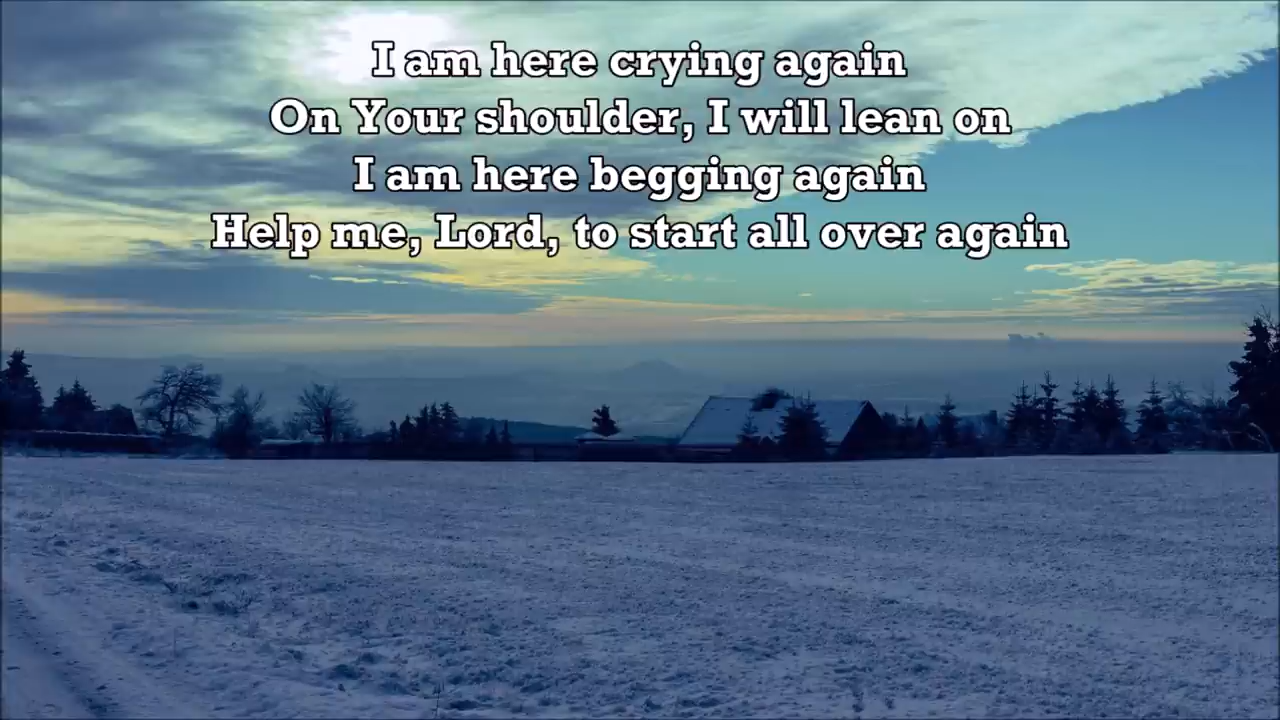 I am here crying again
On Your shoulder, I will lean on
I am here begging again
Help me, Lord, to start all over again